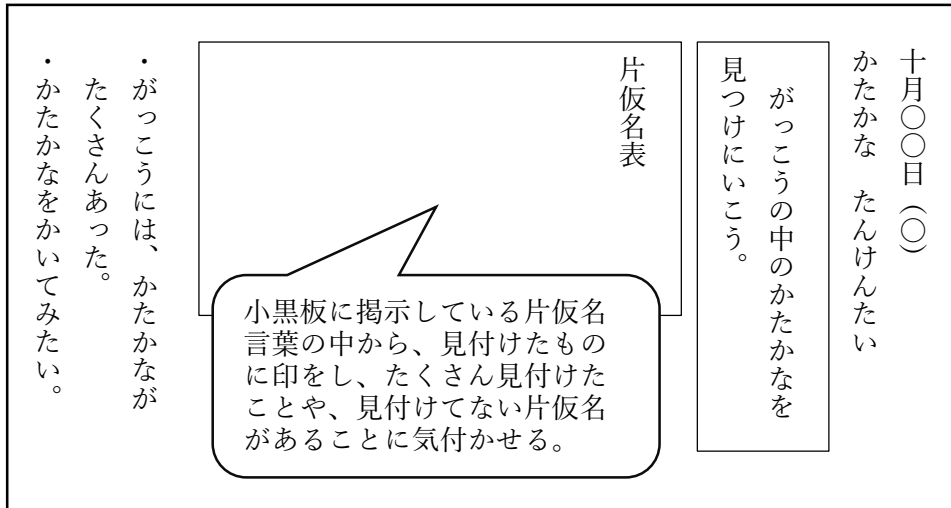 十月〇〇日（〇）
かたかな　たんけんたい
がっこうの中のかたかなを
見つけにいこう。
片仮名表
小黒板に掲示している片仮名
言葉の中から、見付けたもの
に印をし、たくさん見付けた
ことや、見付けてない片仮名
があることに気付かせる。
・がっこうには、かたかなが
たくさんあった。
・かたかなをかいてみたい。